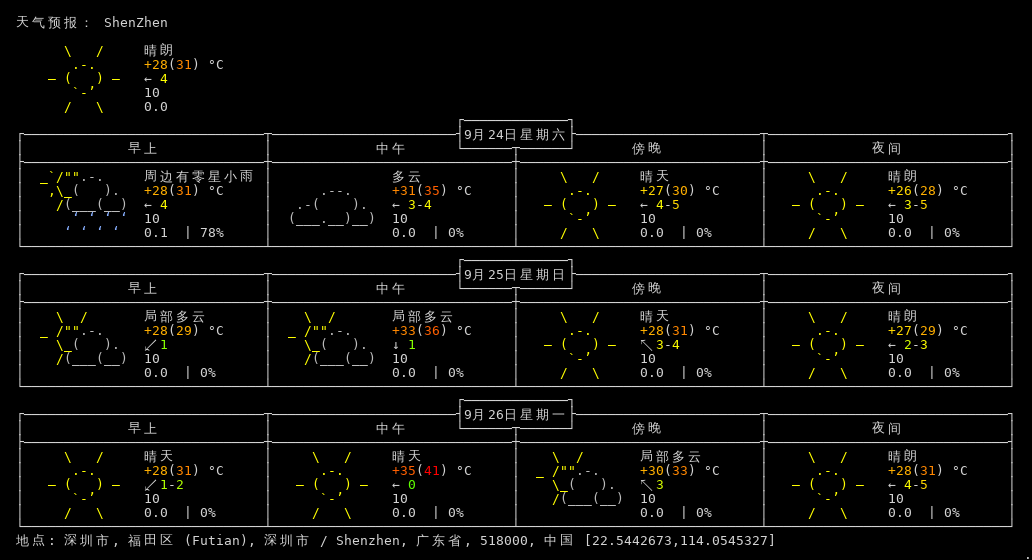 天气预报: ShenZhen
晴朗
+28(31) °C
← 4
10
0.0
9月24日星期六
早上 中午 傍晚 夜间
周边有零星小雨 多云 晴天 晴朗
+28(31) °C +31(35) °C +27(30) °C +26(28) °C
← 4 ← 3-4 ← 4-5 ← 3-5
10 10 10 10
0.1 | 78% 0.0 | 0% 0.0 | 0% 0.0 | 0%
9月25日星期日
早上 中午 傍晚 夜间
局部多云 局部多云 晴天 晴朗
+28(29) °C +33(36) °C +28(31) °C +27(29) °C
↙ 1 ↓ 1 ↖ 3-4 ← 2-3
10 10 10 10
0.0 | 0% 0.0 | 0% 0.0 | 0% 0.0 | 0%
9月26日星期一
早上 中午 傍晚 夜间
晴天 晴天 局部多云 晴朗
+28(31) °C +35(41) °C +30(33) °C +28(31) °C
↙ 1-2 ← 0 ↖ 3 ← 4-5
10 10 10 10
0.0 | 0% 0.0 | 0% 0.0 | 0% 0.0 | 0%
地点: 深圳市, 福田区 (Futian), 深圳市 / Shenzhen, 广东省, 518000, 中国 [22.5442673,114.0545327]